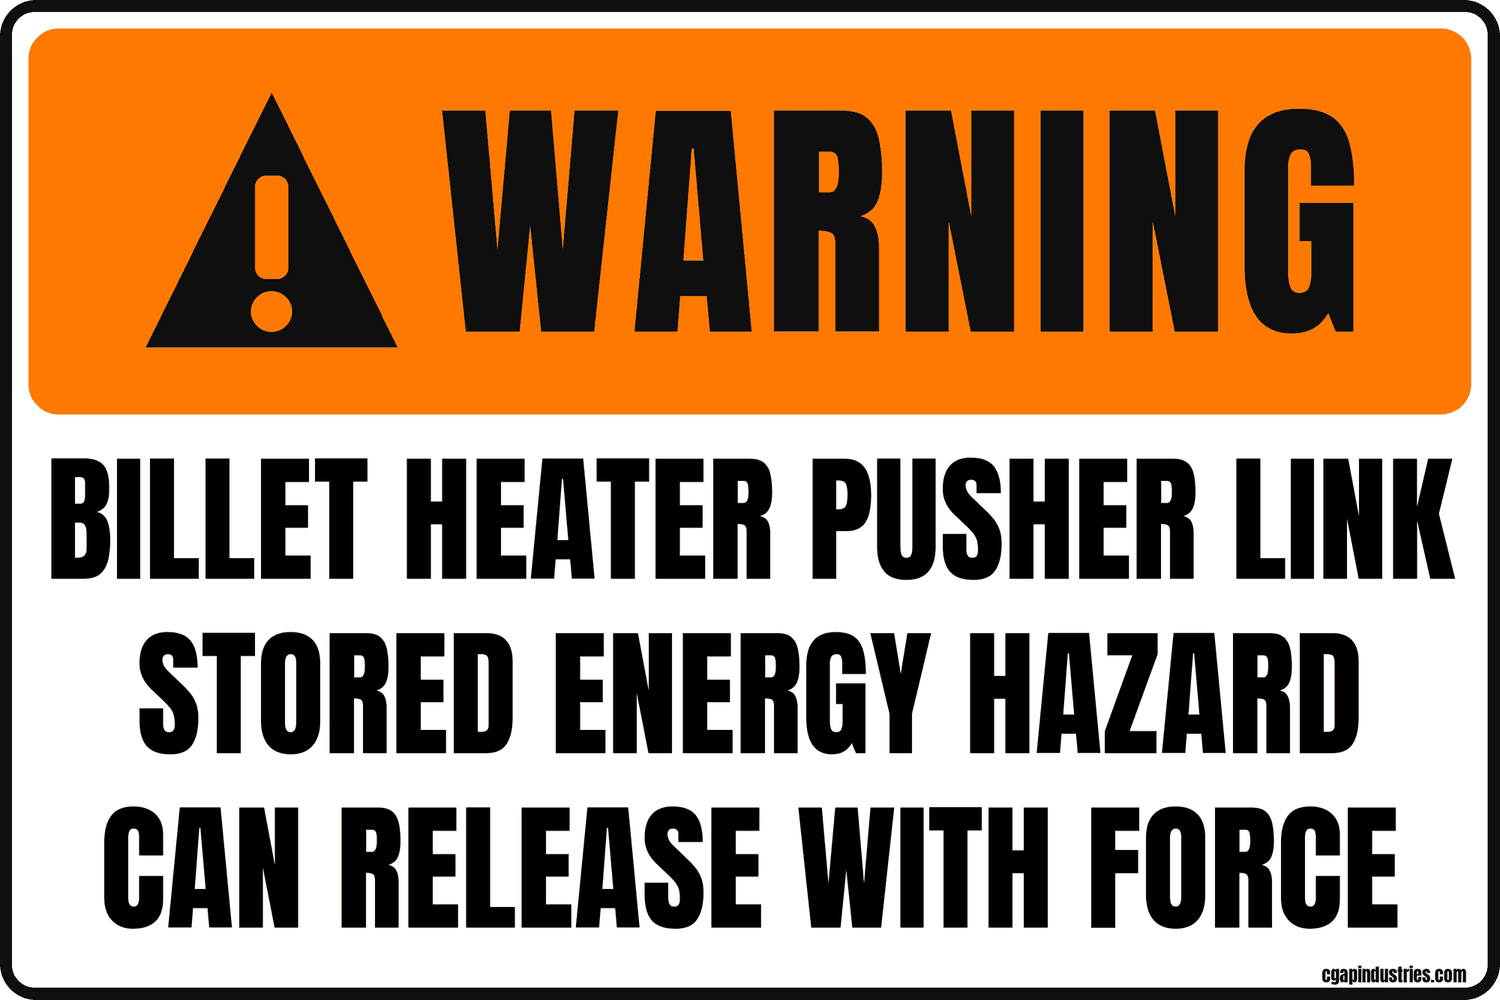 WARNING
BILLET HEATER PUSHER LINK
STORED ENERGY HAZARD
CAN RELEASE WITH FORCE
cgapindustries.com